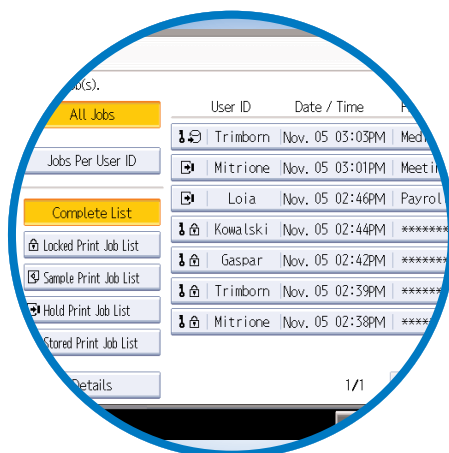 All Jobs
Jobs Per User ID
Complete List
Locked Print Job List
Sample Print Job List
Hold Print Job List
Stored Print Job List
Details
User ID Date / Time
Trimborn Nov. 05 03:03PM
Mitrione Nov. 05 03:01PM
Loia Nov. 05 02:46PM Payrol
Kowalski Nov. 05 02:44PM *******
Gaspar Nov. 05 02:42PM ******
Trimborn Nov. 05 02:39PM *****
Mitrione Nov. 05 02:38PM ****
1/1